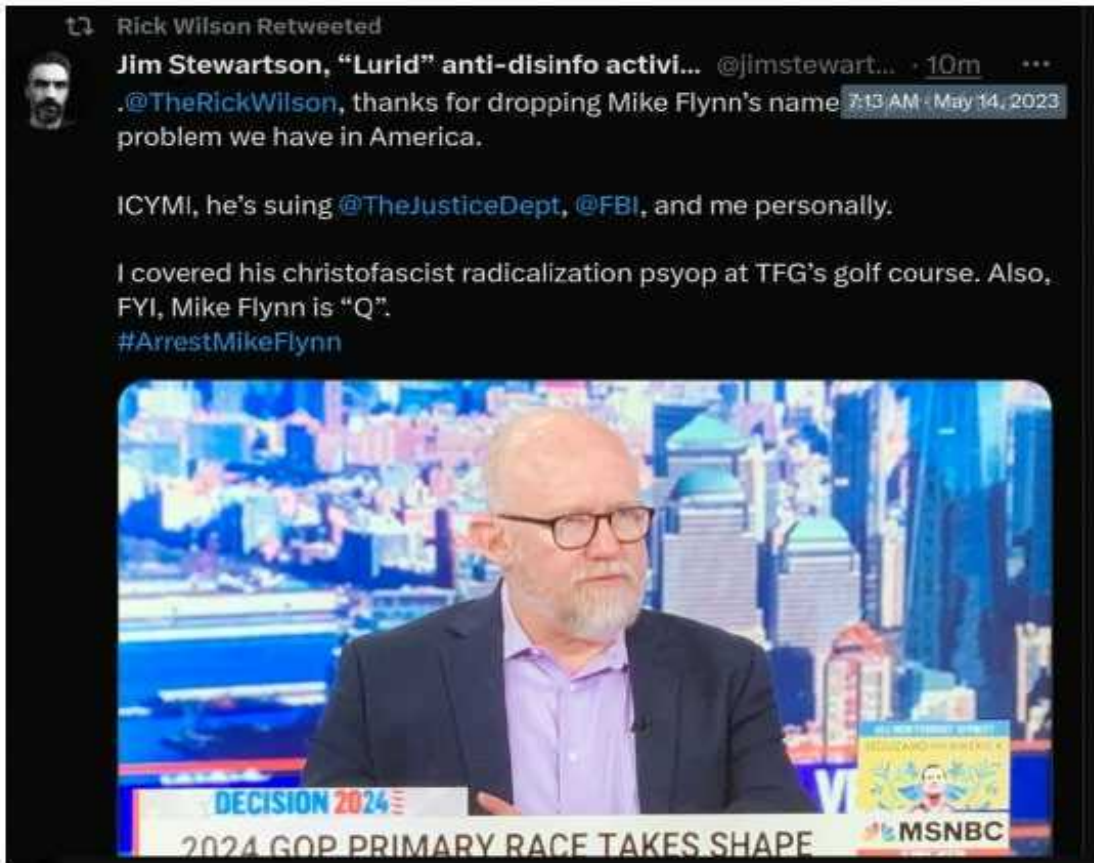 Rick Wilson Retweeted
Jim Stewartson, “Lurid” anti-disinfo activi... @jimstewart... · 10m
.@TheRickWilson, thanks for dropping Mike Flynn’s name
7:13 AM · May 14, 2023
problem we have in America.
ICYMI, he’s suing @TheJusticeDept, @FBI, and me personally.
I covered his christofascist radicalization psyop at TFG’s golf course. Also,
FYI, Mike Flynn is “Q”.
#ArrestMikeFlynn
DECISION 2024
2024 GOP PRIMARY RACE TAKES SHAPE
MSNBC